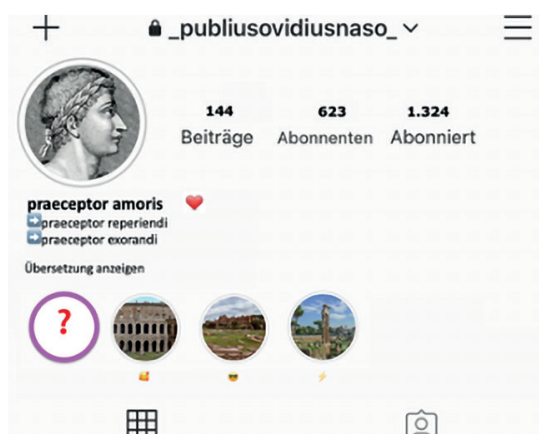 _publiusovidiusnaso_
144 623 1.324
Beiträge Abonnenten Abonniert
praeceptor amoris
praeceptor reperiendi
praeceptor exorandi
Übersetzung anzeigen
?